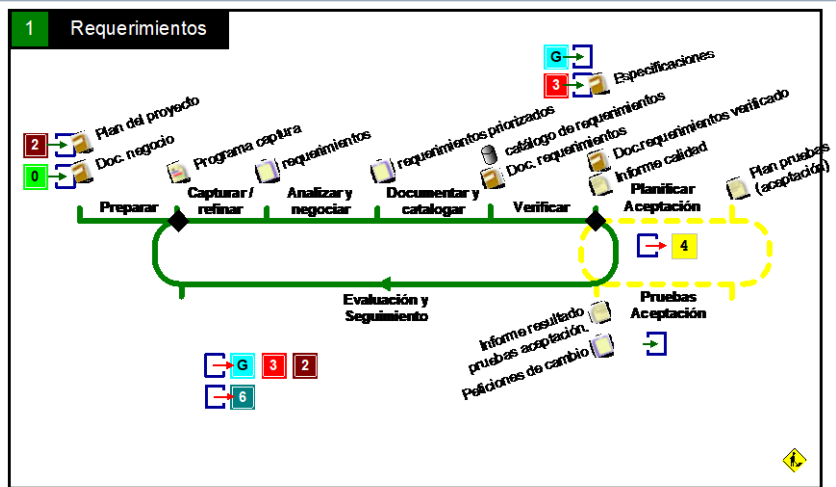 1 Requerimientos
G
3 Especificaciones
2 Plan del proyecto
0 Doc. negocio
Programa captura
requerimientos
requerimientos priorizados
catálogo de requerimientos
Doc. requerimientos
Doc.requerimientos verificado
Informe calidad
Plan pruebas
(aceptación)
Preparar
Capturar /
refinar
Analizar y
negociar
Documentar y
catalogar
Verificar
Planificar
Aceptación
4
Evaluación y
Seguimiento
Pruebas
Aceptación
Informe resultado
pruebas aceptación.
Peticiones de cambio
G 3 2
6